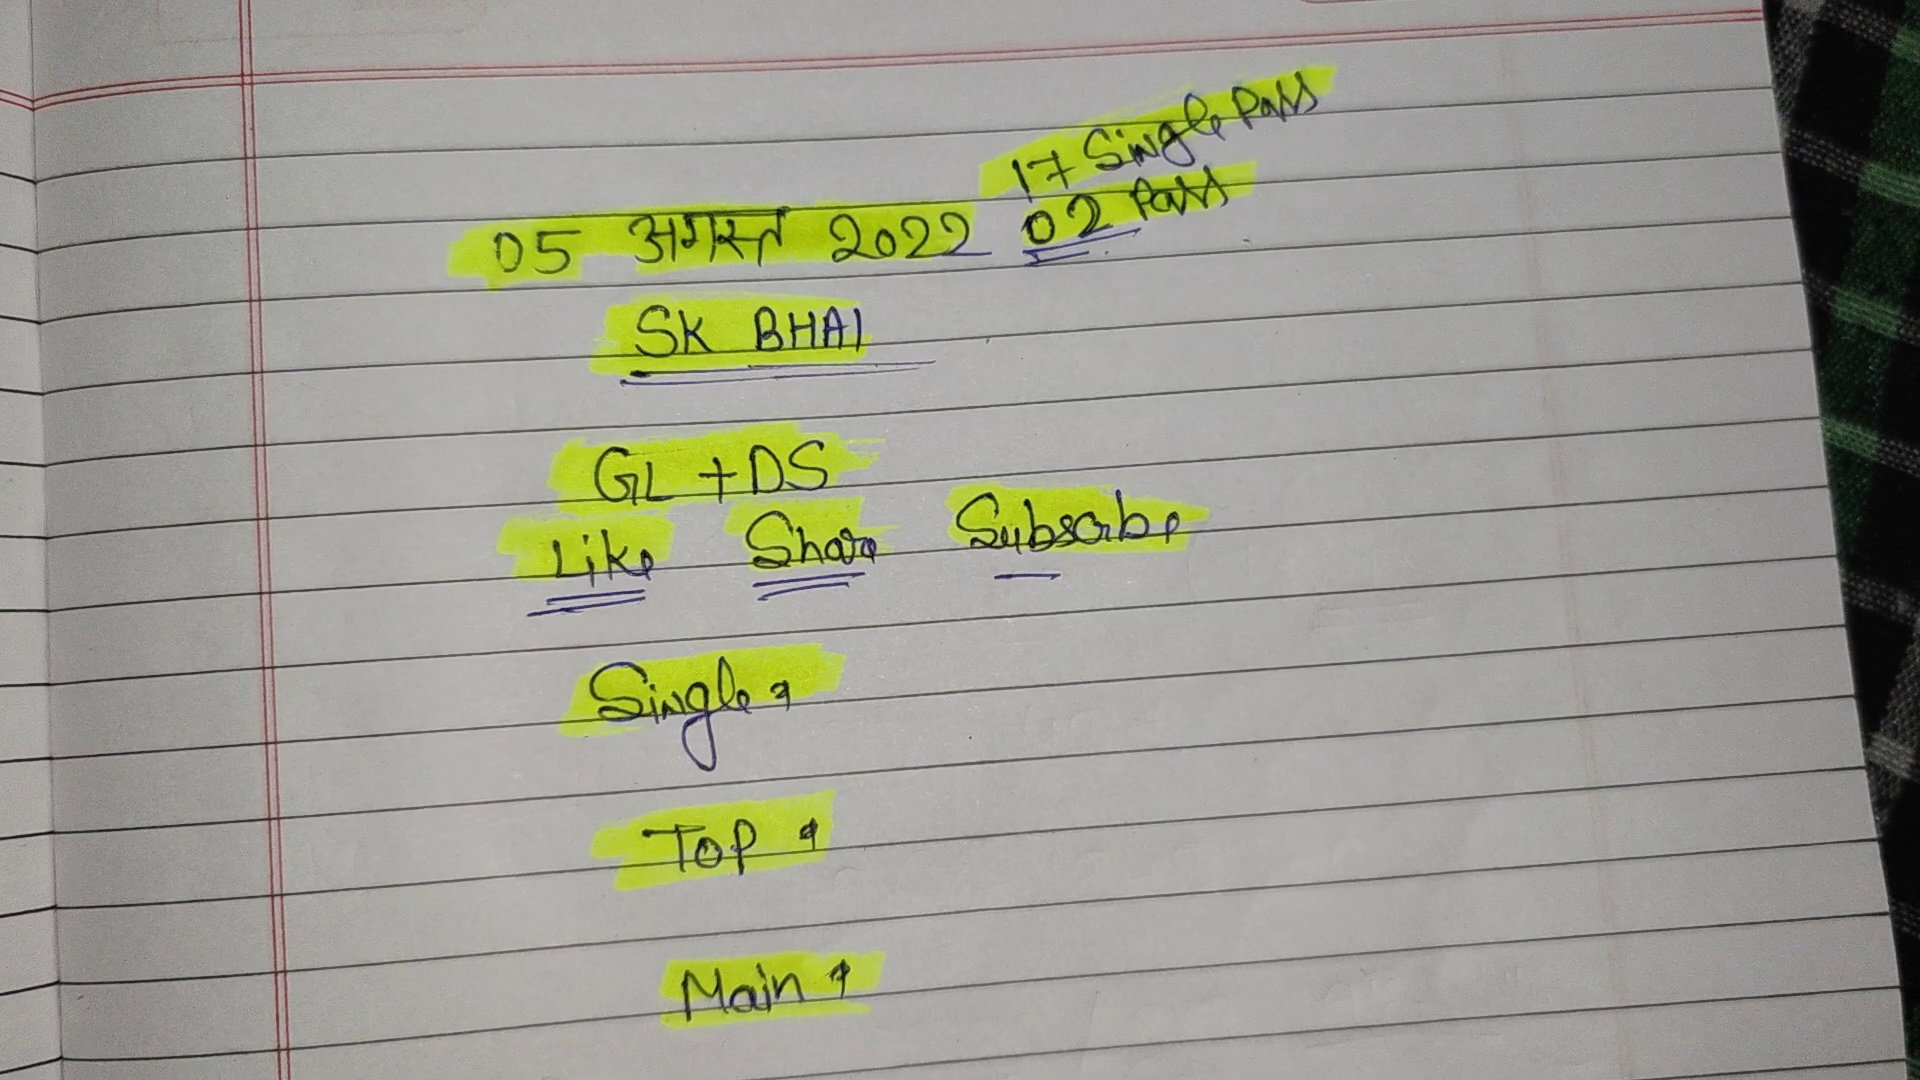 17 Single Pass
05 अगस्त 2022 02 Pass
SK BHAI
GL + DS
Like Share Subscribe
Single
Top
Main